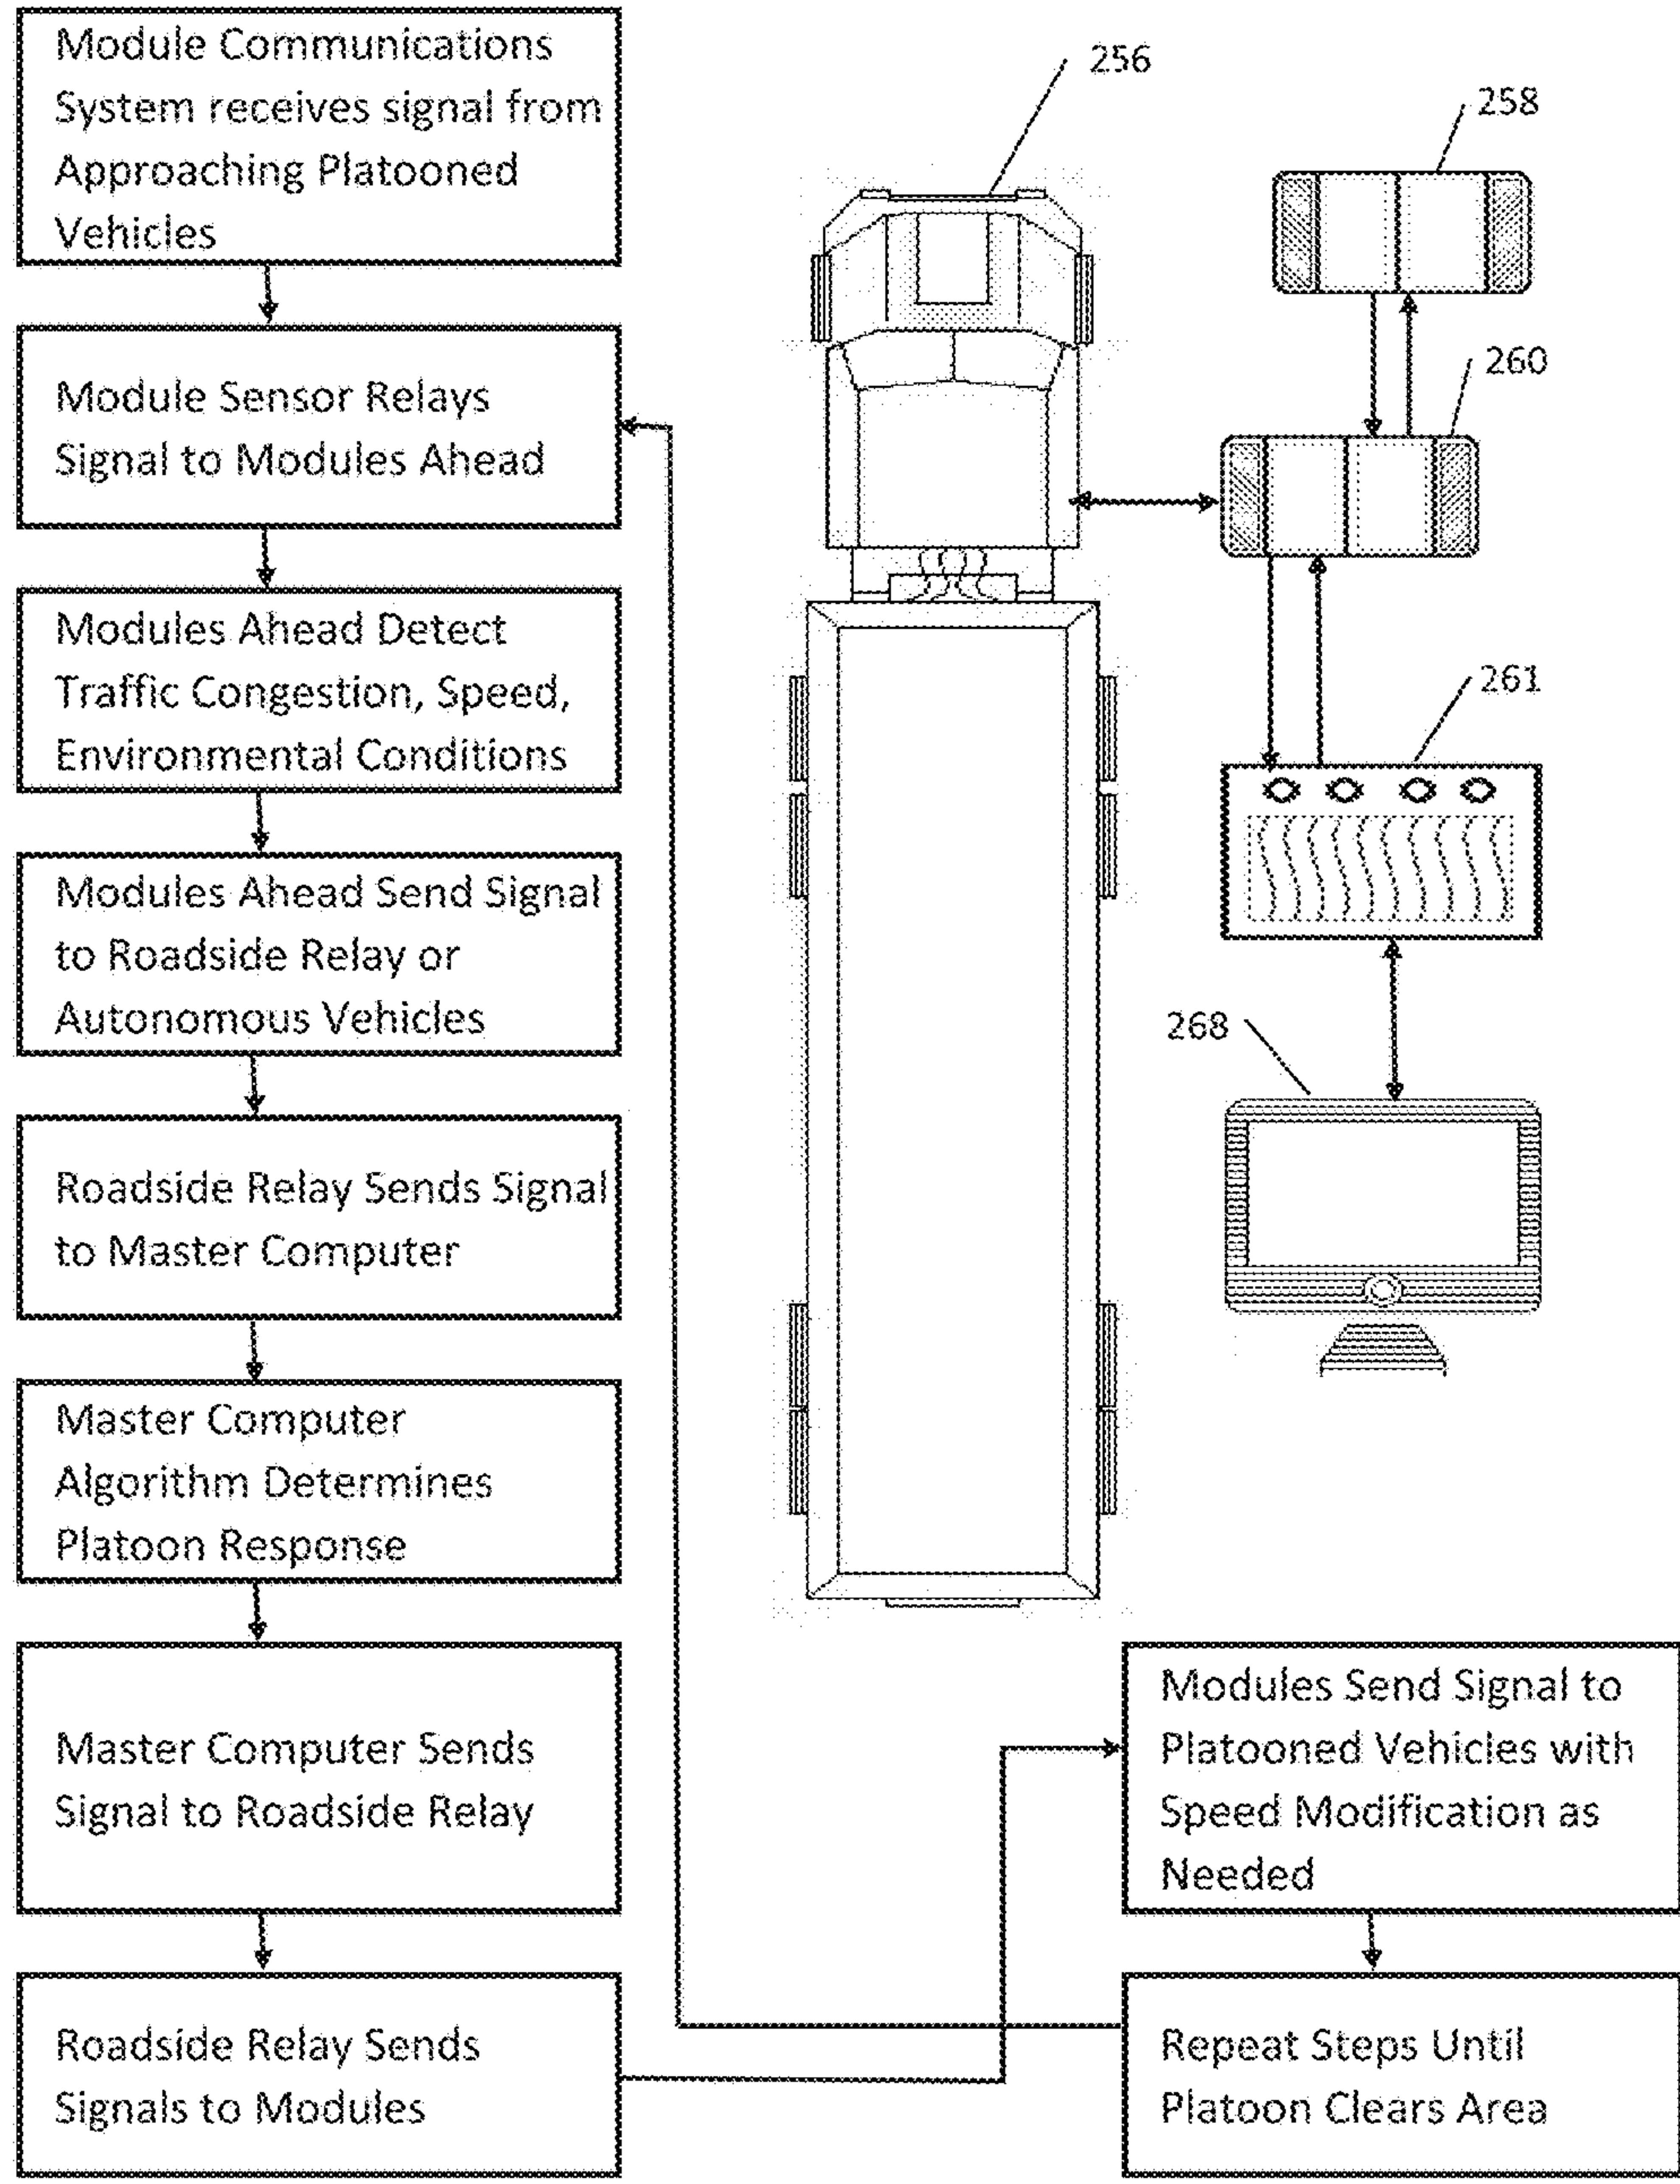 Module Communications
System receives signal from
Approaching Platooned
Vehicles
Module Sensor Relays
Signal to Modules Ahead
Modules Ahead Detect
Traffic Congestion, Speed,
Environmental Conditions
Modules Ahead Send Signal
to Roadside Relay or
Autonomous Vehicles
Roadside Relay Sends Signal
to Master Computer
Master Computer
Algorithm Determines
Platoon Response
Master Computer Sends
Signal to Roadside Relay
Roadside Relay Sends
Signals to Modules
256
258
260
261
268
Modules Send Signal to
Platooned Vehicles with
Speed Modification as
Needed
Repeat Steps Until
Platoon Clears Area